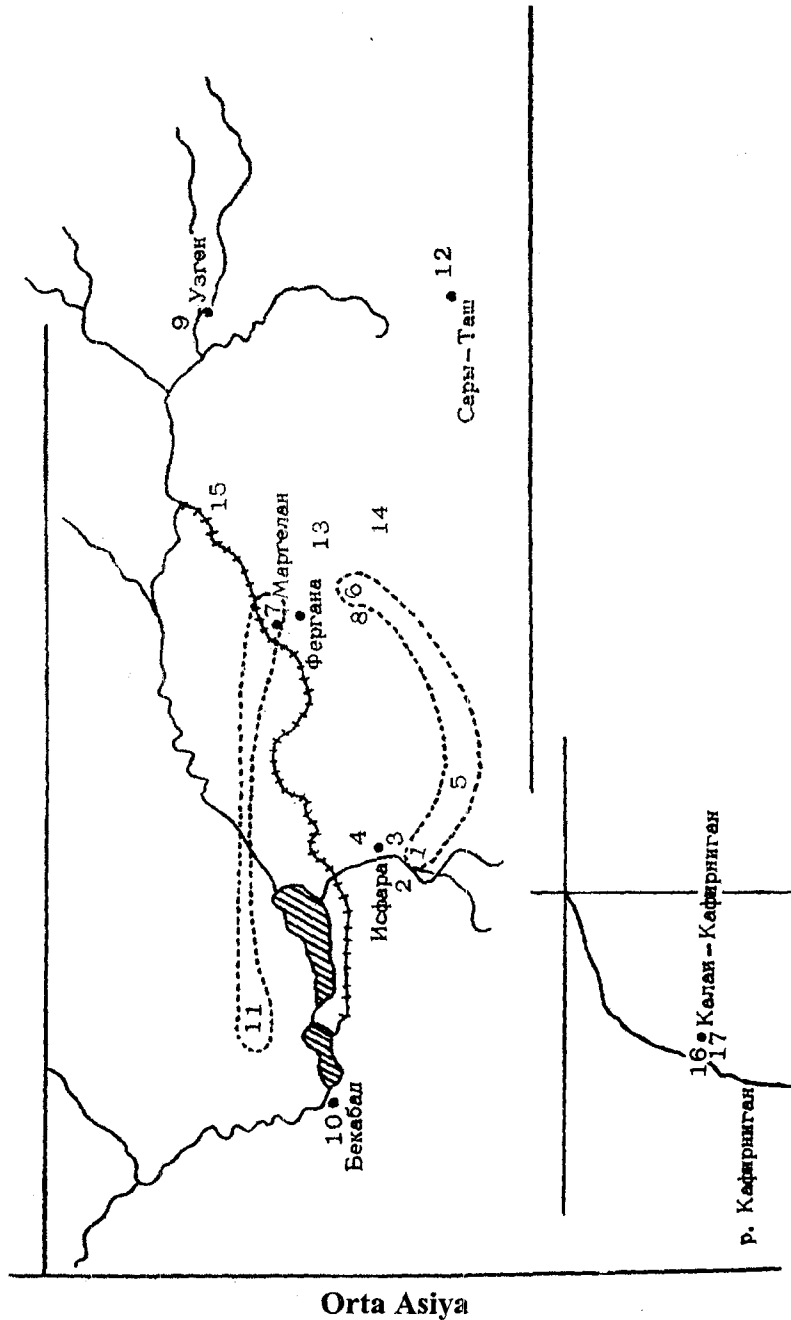 9 Узген
15
7 Маргелан
Фергана
13
14
12
Сары-Таш
8 6
5
4
3
Исфара
2 1
11
10
Бекабад
16 Калаи-Кафирниган
17
р. Кафирниган
Orta Asiya